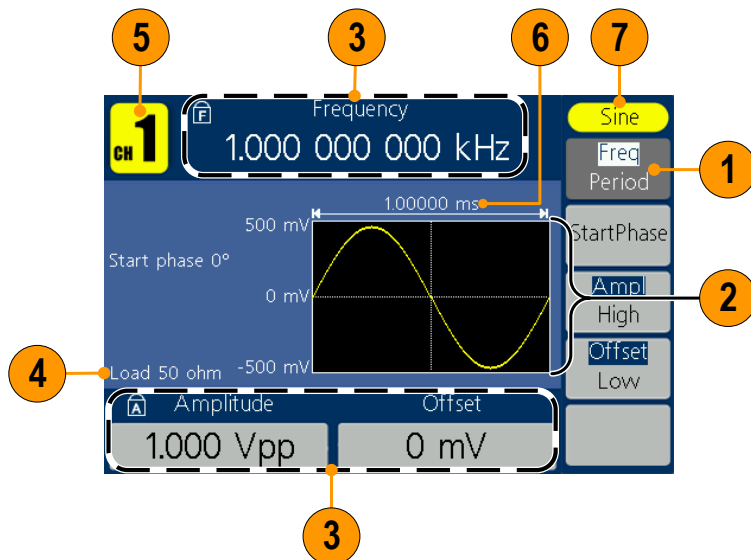 5
3
6
7
CH 1
F
Frequency
1.000 000 000 kHz
Sine
Freq
Period
1
1.00000 ms
500 mV
StartPhase
Start phase 0°
0 mV
Ampl
High
2
Offset
Low
-500 mV
4
Load 50 ohm
A
Amplitude
Offset
1.000 Vpp
0 mV
3